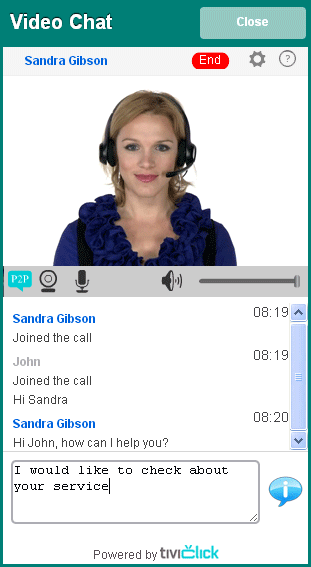 Video Chat
Close
Sandra Gibson
End
?
P2P
Sandra Gibson 08:19
Joined the call
John 08:19
Joined the call
Hi Sandra
Sandra Gibson 08:20
Hi John, how can I help you?
I would like to check about
your service
i
Powered by tiviclick